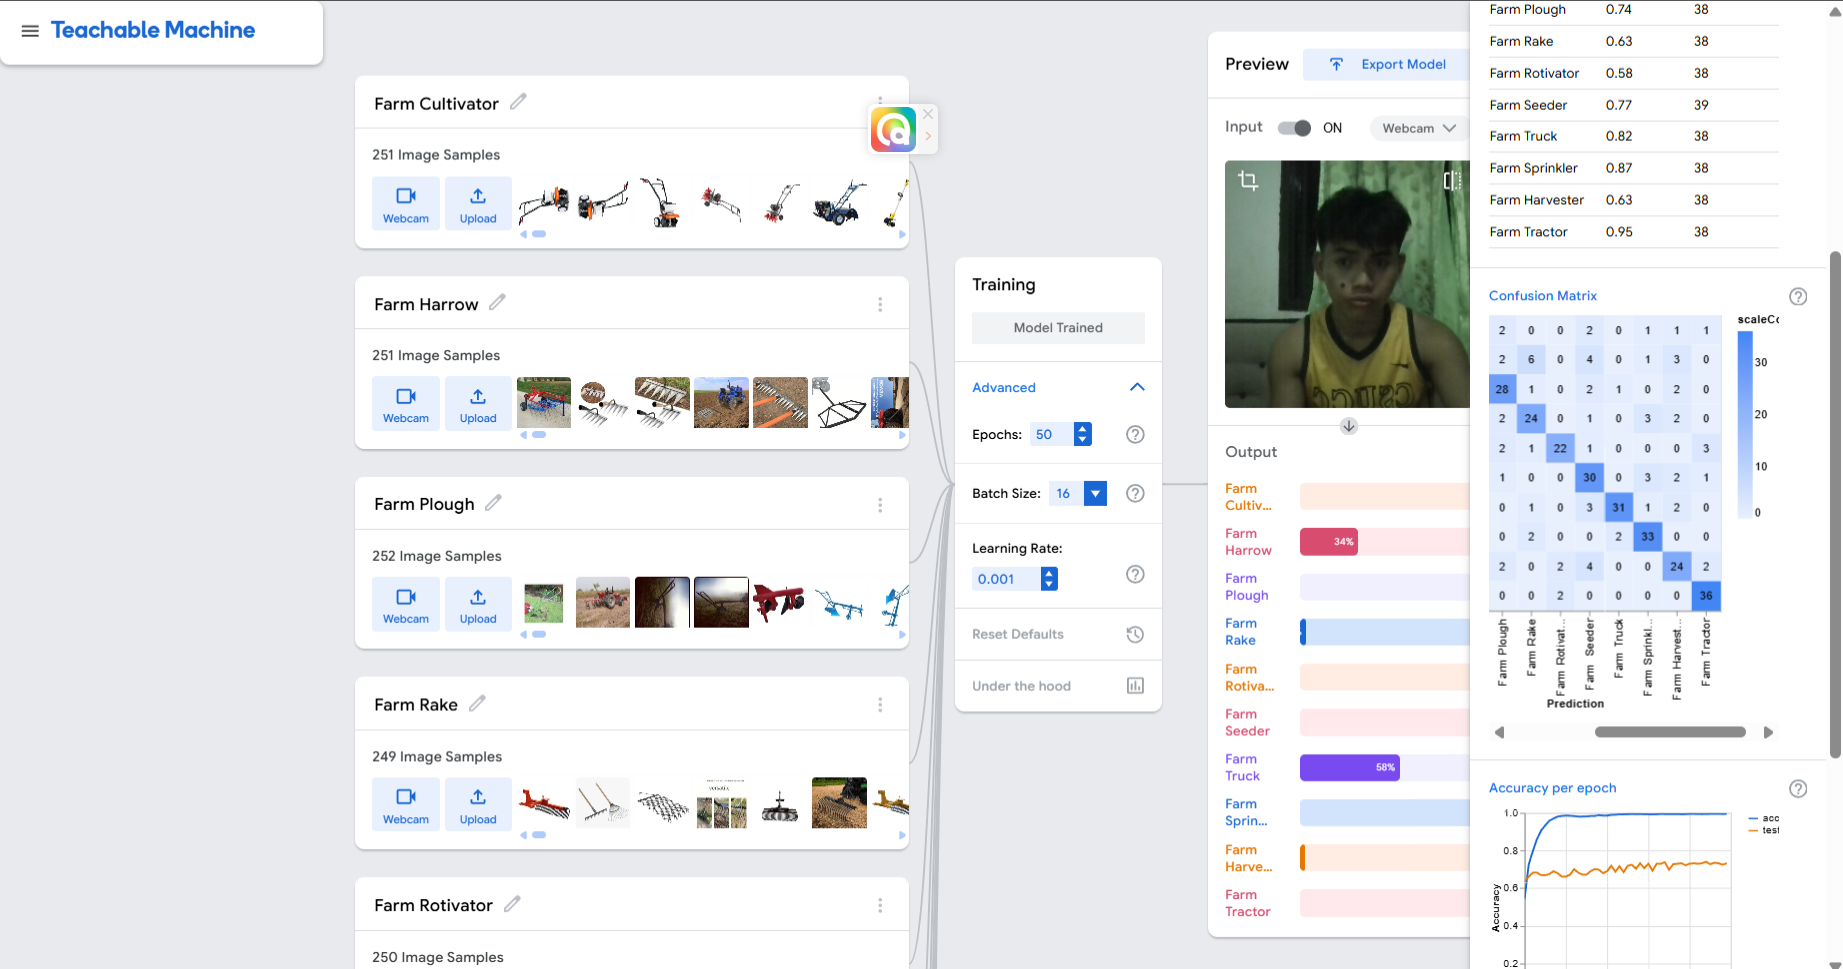 Teachable Machine
Farm Cultivator
251 Image Samples
Webcam
Upload
Farm Harrow
251 Image Samples
Webcam
Upload
Farm Plough
252 Image Samples
Webcam
Upload
Farm Rake
249 Image Samples
Webcam
Upload
Farm Rotivator
250 Image Samples
Training
Model Trained
Advanced
Epochs: 50
Batch Size: 16
Learning Rate:
0.001
Reset Defaults
Under the hood
Preview
Export Model
Input ON Webcam
Output
Farm
Cultiv...
Farm
Harrow
34%
Farm
Plough
Farm
Rake
Farm
Rotiva...
Farm
Seeder
Farm
Truck
58%
Farm
Sprin...
Farm
Harve...
Farm
Tractor
Farm Plough 0.74 38
Farm Rake 0.63 38
Farm Rotivator 0.58 38
Farm Seeder 0.77 39
Farm Truck 0.82 38
Farm Sprinkler 0.87 38
Farm Harvester 0.63 38
Farm Tractor 0.95 38
Confusion Matrix
scaleCo
2 0 0 2 0 1 1 1
2 6 0 4 0 1 3 0
28 1 0 2 1 0 2 0
2 24 0 1 0 3 2 0
2 1 22 1 0 0 0 3
1 0 0 30 0 3 2 1
0 1 0 3 31 1 2 0
0 2 0 0 2 33 0 0
2 0 2 4 0 0 24 2
0 0 2 0 0 0 0 36
30
20
10
0
Farm Plough
Farm Rake
Farm Rotivat...
Farm Seeder
Farm Truck
Farm Sprinkl...
Farm Harvest...
Farm Tractor
Prediction
Accuracy per epoch
1.0
0.8
0.6
0.4
0.2
Accuracy
acc
test